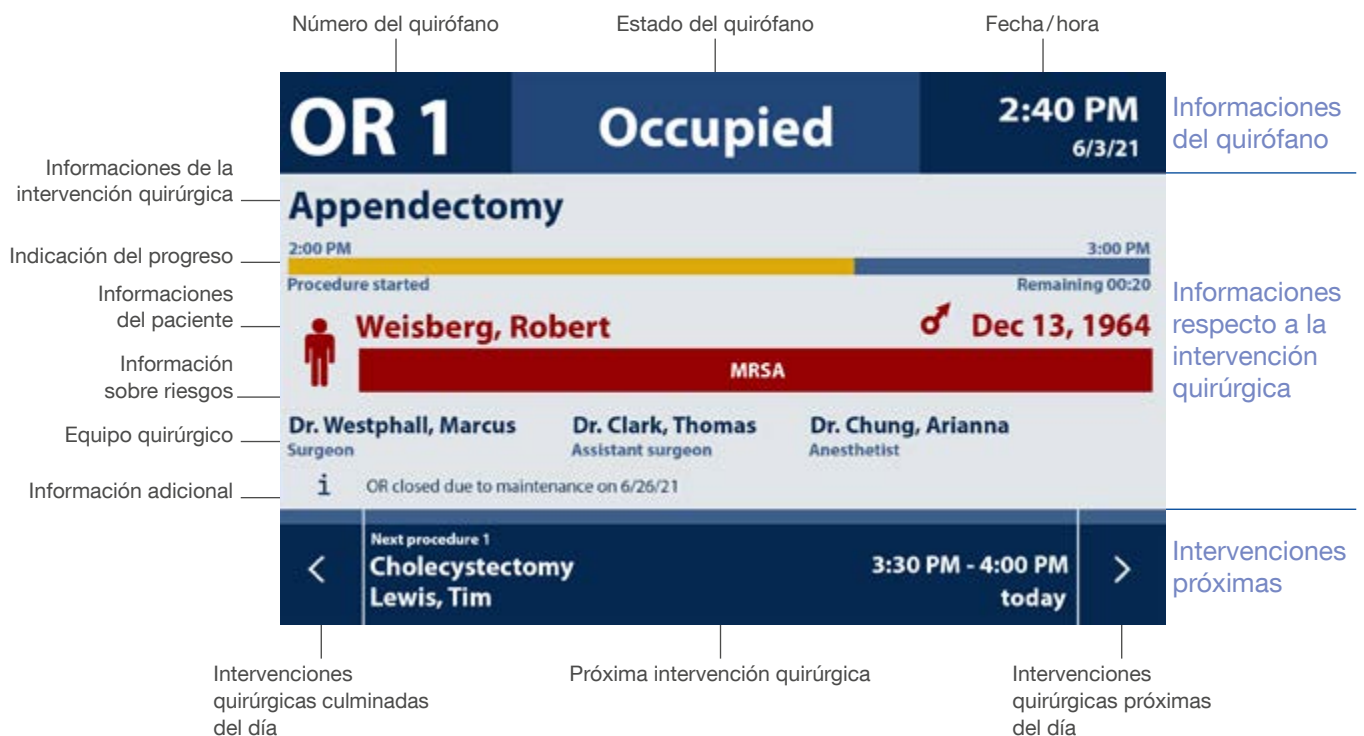 Número del quirófano
Estado del quirófano
Fecha/hora
OR 1
Occupied
2:40 PM
6/3/21
Informaciones
del quirófano
Informaciones de la
intervención quirúrgica
Appendectomy
2:00 PM
3:00 PM
Indicación del progreso
Procedure started
Remaining 00:20
Informaciones
del paciente
Weisberg, Robert
Dec 13, 1964
Informaciones
respecto a la
intervención
quirúrgica
Información
sobre riesgos
MRSA
Equipo quirúrgico
Dr. Westphall, Marcus
Surgeon
Dr. Clark, Thomas
Assistant surgeon
Dr. Chung, Arianna
Anesthetist
Información adicional
i
OR closed due to maintenance on 6/26/21
<
Next procedure 1
Cholecystectomy
Lewis, Tim
3:30 PM - 4:00 PM
today
>
Intervenciones
próximas
Intervenciones
quirúrgicas culminadas
del día
Próxima intervención quirúrgica
Intervenciones
quirúrgicas próximas
del día